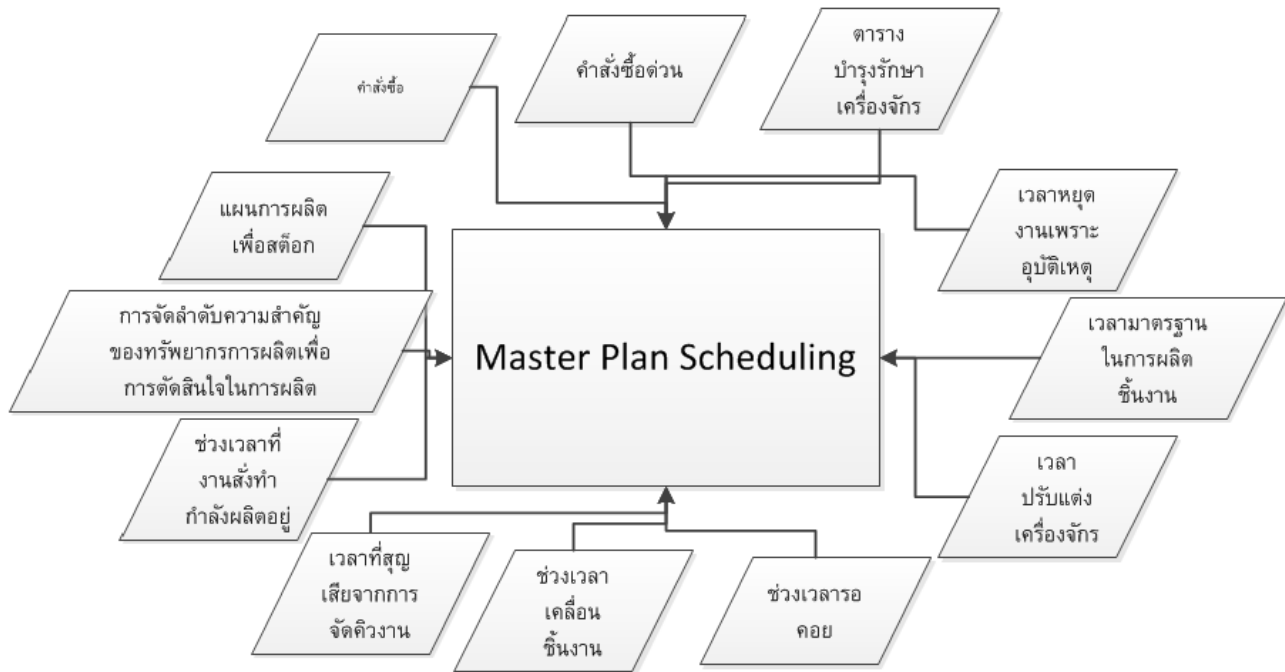 คำสั่งซื้อ
คำสั่งซื้อด่วน
ตาราง
บำรุงรักษา
เครื่องจักร
แผนการผลิต
เพื่อสต็อก
เวลาหยุด
งานเพราะ
อุบัติเหตุ
การจัดลำดับความสำคัญ
ของทรัพยากรการผลิตเพื่อ
การตัดสินใจในการผลิต
Master Plan Scheduling
เวลามาตรฐาน
ในการผลิต
ชิ้นงาน
ช่วงเวลาที่
งานสั่งทำ
กำลังผลิตอยู่
เวลา
ปรับแต่ง
เครื่องจักร
เวลาที่สุญ
เสียจากการ
จัดคิวงาน
ช่วงเวลา
เคลื่อน
ชิ้นงาน
ช่วงเวลารอ
คอย